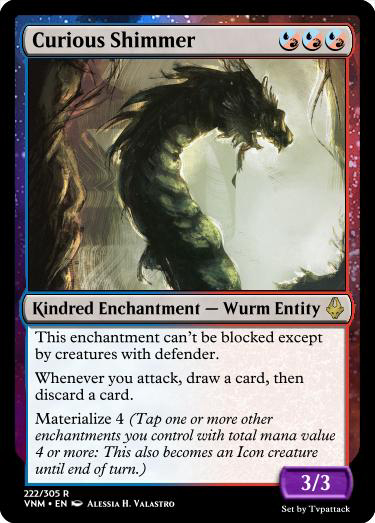 Curious Shimmer
Kindred Enchantment — Wurm Entity
This enchantment can't be blocked except
by creatures with defender.
Whenever you attack, draw a card, then
discard a card.
Materialize 4 (Tap one or more other
enchantments you control with total mana value
4 or more: This also becomes an Icon creature
until end of turn.)
3/3
222/305 R
VNM • EN Alessia H. Valastro
Set by Tvpattack